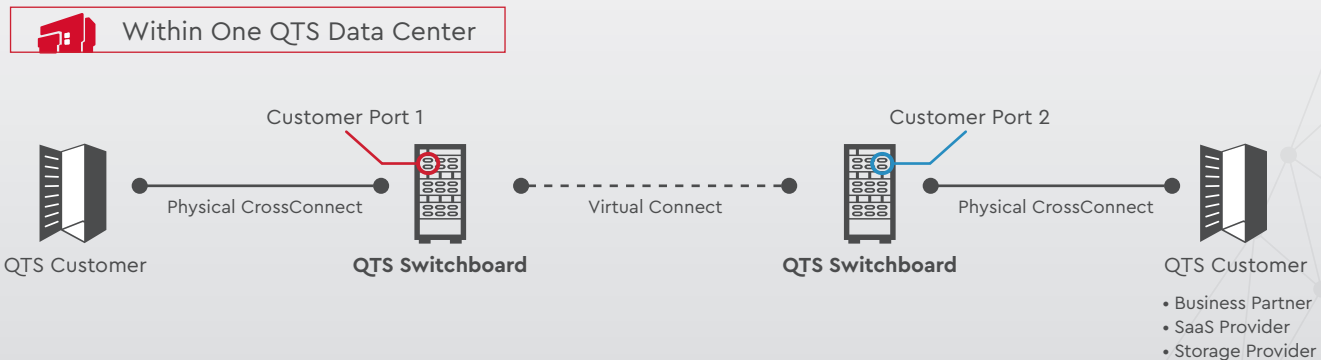 Within One QTS Data Center
Customer Port 1
Customer Port 2
Physical CrossConnect
Virtual Connect
Physical CrossConnect
QTS Customer
QTS Switchboard
QTS Switchboard
QTS Customer
• Business Partner
• SaaS Provider
• Storage Provider